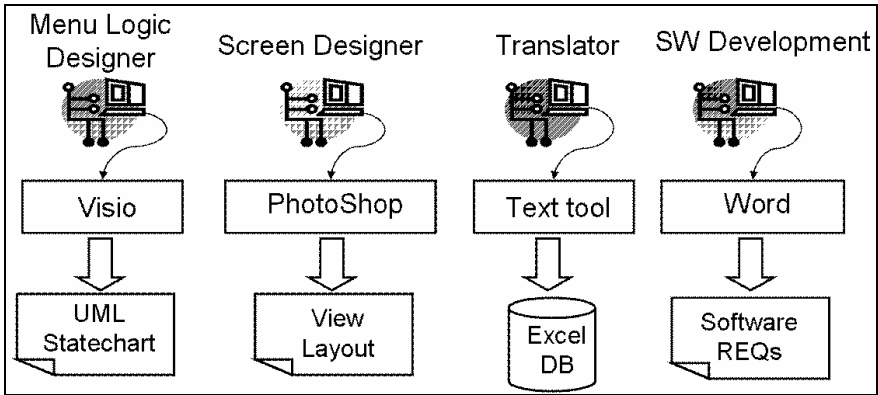 Menu Logic
Designer
Screen Designer
Translator
SW Development
Visio
PhotoShop
Text tool
Word
UML
Statechart
View
Layout
Excel
DB
Software
REQs